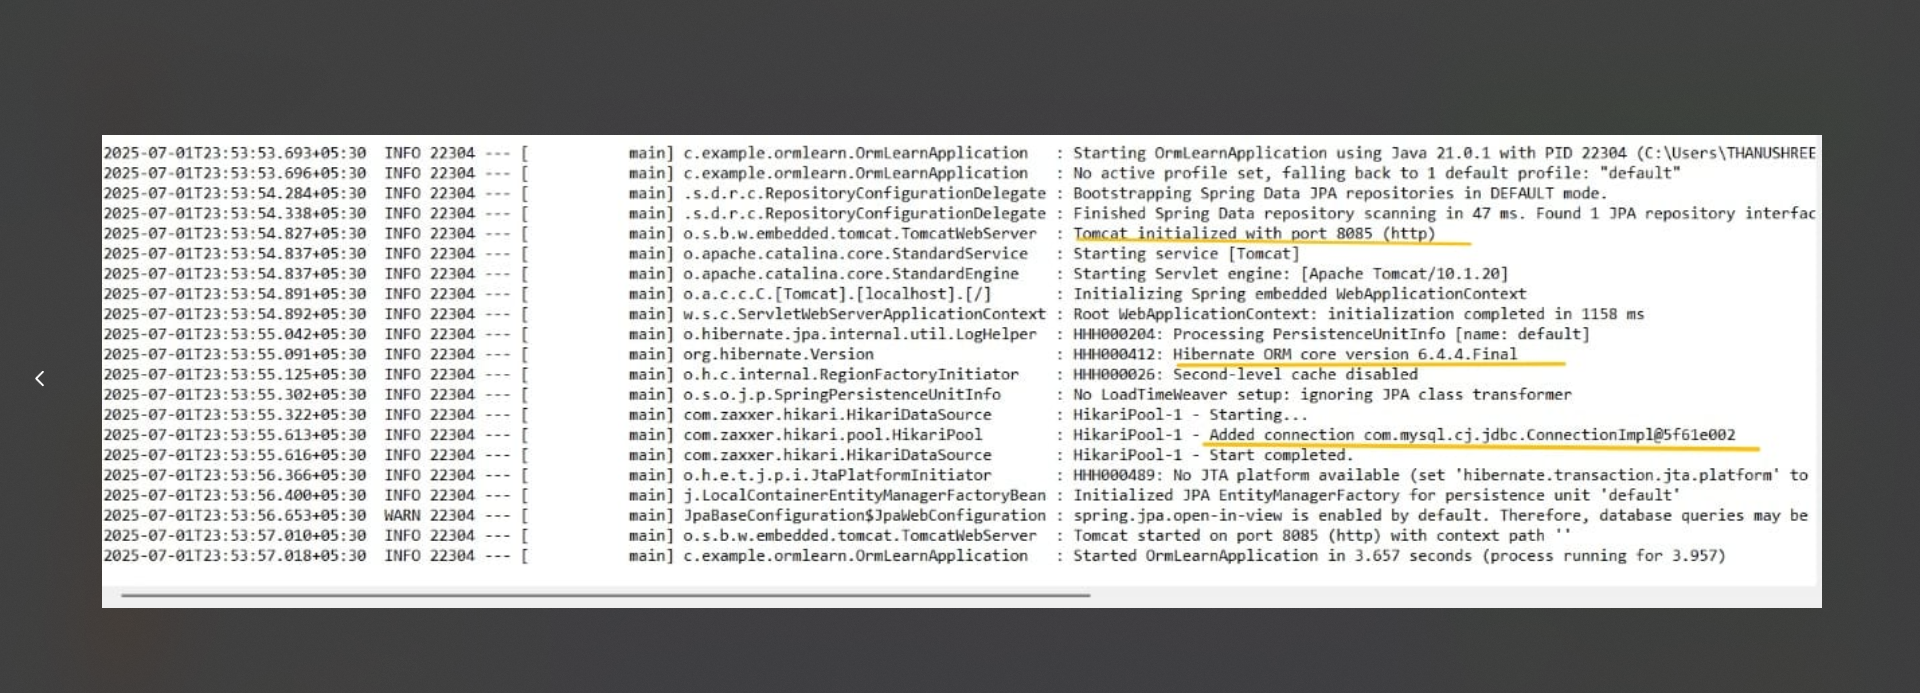 2025-07-01T23:53:53.693+05:30  INFO 22304 --- [           main] c.example.ormlearn.OrmLearnApplication   : Starting OrmLearnApplication using Java 21.0.1 with PID 22304 (C:\Users\THANUSHREE
2025-07-01T23:53:53.696+05:30  INFO 22304 --- [           main] c.example.ormlearn.OrmLearnApplication   : No active profile set, falling back to 1 default profile: "default"
2025-07-01T23:53:54.284+05:30  INFO 22304 --- [           main] .s.d.r.c.RepositoryConfigurationDelegate : Bootstrapping Spring Data JPA repositories in DEFAULT mode.
2025-07-01T23:53:54.338+05:30  INFO 22304 --- [           main] .s.d.r.c.RepositoryConfigurationDelegate : Finished Spring Data repository scanning in 47 ms. Found 1 JPA repository interfac
2025-07-01T23:53:54.827+05:30  INFO 22304 --- [           main] o.s.b.w.embedded.tomcat.TomcatWebServer  : Tomcat initialized with port 8085 (http)
2025-07-01T23:53:54.837+05:30  INFO 22304 --- [           main] o.apache.catalina.core.StandardService   : Starting service [Tomcat]
2025-07-01T23:53:54.837+05:30  INFO 22304 --- [           main] o.apache.catalina.core.StandardEngine    : Starting Servlet engine: [Apache Tomcat/10.1.20]
2025-07-01T23:53:54.891+05:30  INFO 22304 --- [           main] o.a.c.c.C.[Tomcat].[localhost].[/]       : Initializing Spring embedded WebApplicationContext
2025-07-01T23:53:54.892+05:30  INFO 22304 --- [           main] w.s.c.ServletWebServerApplicationContext : Root WebApplicationContext: initialization completed in 1158 ms
2025-07-01T23:53:55.042+05:30  INFO 22304 --- [           main] o.hibernate.jpa.internal.util.LogHelper  : HHH000204: Processing PersistenceUnitInfo [name: default]
2025-07-01T23:53:55.091+05:30  INFO 22304 --- [           main] org.hibernate.Version                    : HHH000412: Hibernate ORM core version 6.4.4.Final
2025-07-01T23:53:55.125+05:30  INFO 22304 --- [           main] o.h.c.internal.RegionFactoryInitiator    : HHH000026: Second-level cache disabled
2025-07-01T23:53:55.302+05:30  INFO 22304 --- [           main] o.s.o.j.p.SpringPersistenceUnitInfo      : No LoadTimeWeaver setup: ignoring JPA class transformer
2025-07-01T23:53:55.322+05:30  INFO 22304 --- [           main] com.zaxxer.hikari.HikariDataSource       : HikariPool-1 - Starting...
2025-07-01T23:53:55.613+05:30  INFO 22304 --- [           main] com.zaxxer.hikari.pool.HikariPool        : HikariPool-1 - Added connection com.mysql.cj.jdbc.ConnectionImpl@5f61e002
2025-07-01T23:53:55.616+05:30  INFO 22304 --- [           main] com.zaxxer.hikari.HikariDataSource       : HikariPool-1 - Start completed.
2025-07-01T23:53:56.366+05:30  INFO 22304 --- [           main] o.h.e.t.j.p.i.JtaPlatformInitiator       : HHH000489: No JTA platform available (set 'hibernate.transaction.jta.platform' to
2025-07-01T23:53:56.400+05:30  INFO 22304 --- [           main] j.LocalContainerEntityManagerFactoryBean : Initialized JPA EntityManagerFactory for persistence unit 'default'
2025-07-01T23:53:56.653+05:30  WARN 22304 --- [           main] JpaBaseConfiguration$JpaWebConfiguration : spring.jpa.open-in-view is enabled by default. Therefore, database queries may be
2025-07-01T23:53:57.010+05:30  INFO 22304 --- [           main] o.s.b.w.embedded.tomcat.TomcatWebServer  : Tomcat started on port 8085 (http) with context path ''
2025-07-01T23:53:57.018+05:30  INFO 22304 --- [           main] c.example.ormlearn.OrmLearnApplication   : Started OrmLearnApplication in 3.657 seconds (process running for 3.957)